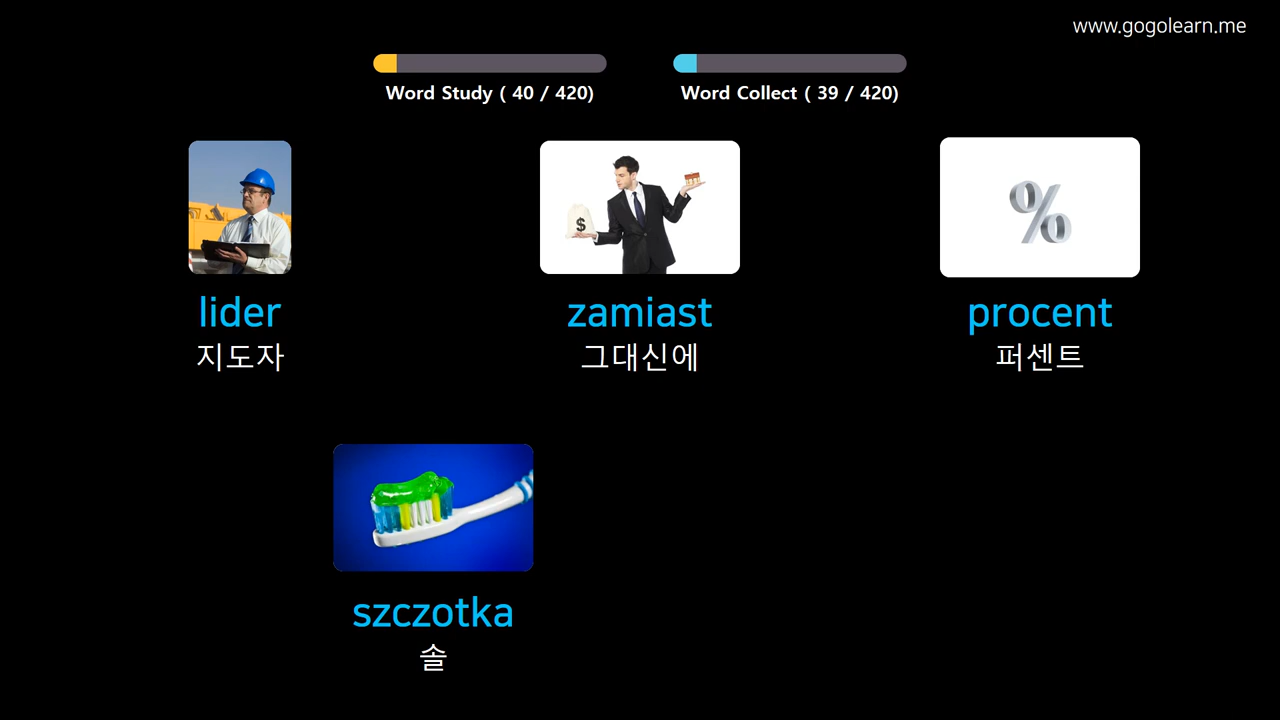 www.gogolearn.me
Word Study ( 40 / 420)
Word Collect ( 39 / 420)
lider
지도자
zamiast
그대신에
%
procent
퍼센트
$
szczotka
솔